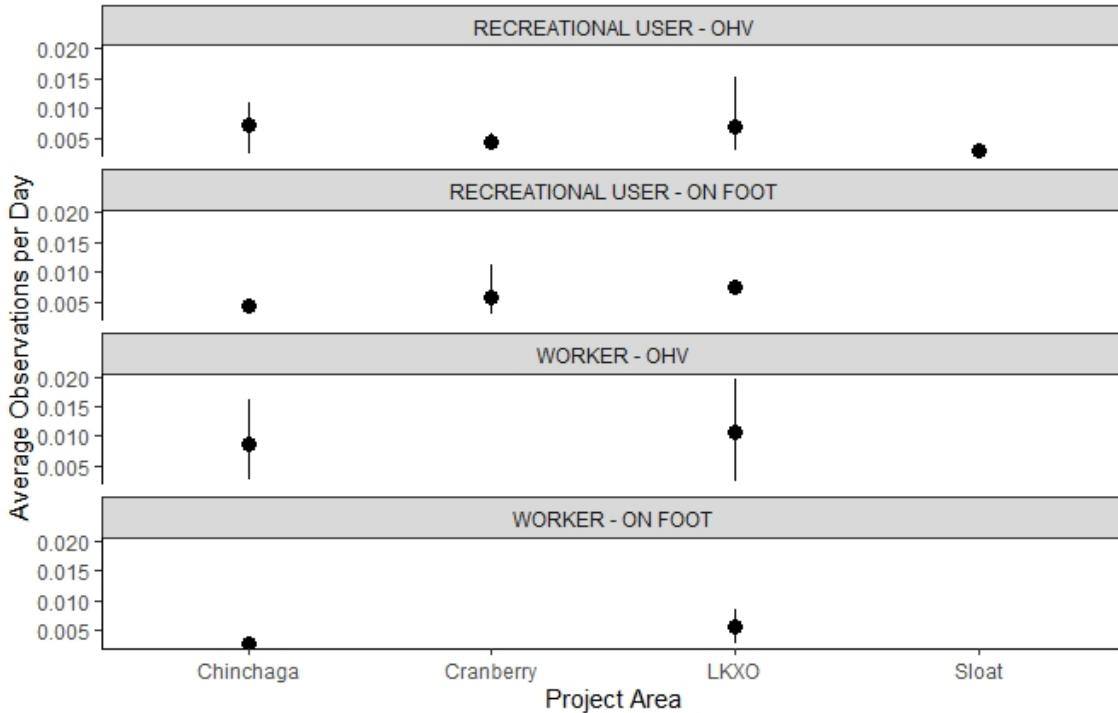 Average Observations per Day
RECREATIONAL USER - OHV
0.020
0.015
0.010
0.005
RECREATIONAL USER - ON FOOT
0.020
0.015
0.010
0.005
WORKER - OHV
0.020
0.015
0.010
0.005
WORKER - ON FOOT
0.020
0.015
0.010
0.005
Chinchaga Cranberry LKXO Sloat
Project Area